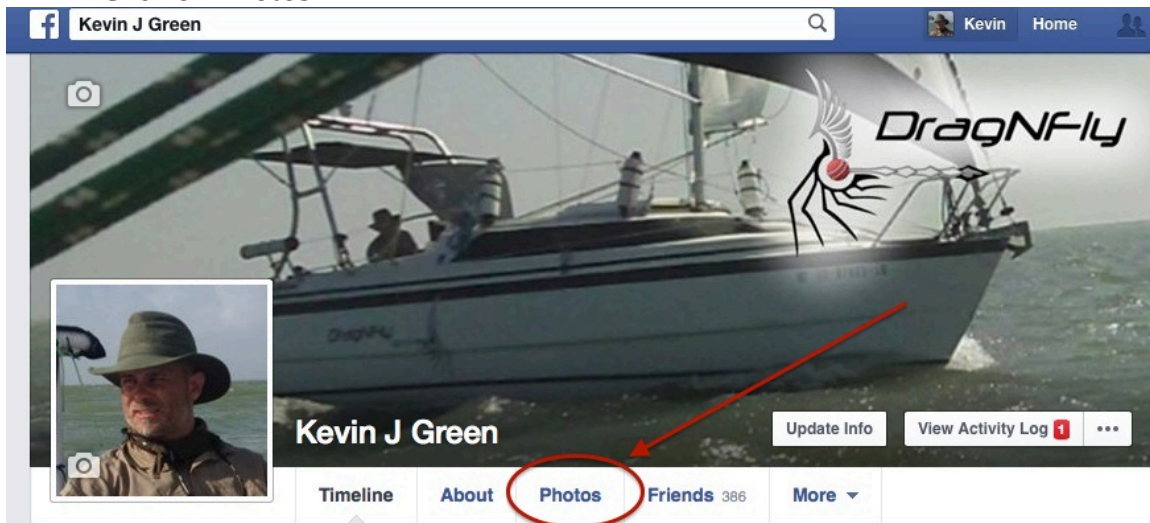 Kevin J Green
Kevin Home
DragNFly
DragNFly
Kevin J Green
Update Info
View Activity Log 1
Timeline About Photos Friends 386 More